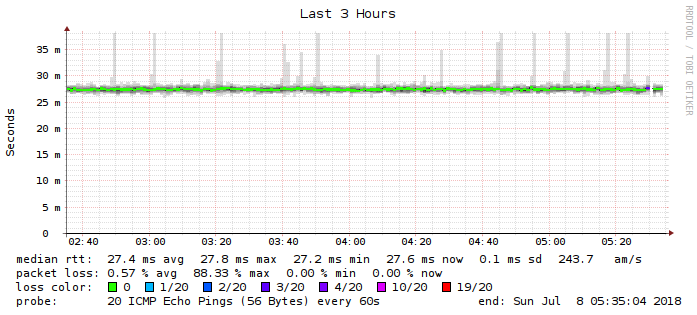 Last 3 Hours
RRDTOOL / TOBI OETIKER
Seconds
35 m
30 m
25 m
20 m
15 m
10 m
5 m
0
02:40 03:00 03:20 03:40 04:00 04:20 04:40 05:00 05:20
median rtt: 27.4 ms avg 27.8 ms max 27.2 ms min 27.6 ms now 0.1 ms sd 243.7 am/s
packet loss: 0.57 % avg 88.33 % max 0.00 % min 0.00 % now
loss color: 0 1/20 2/20 3/20 4/20 10/20 19/20
probe: 20 ICMP Echo Pings (56 Bytes) every 60s end: Sun Jul 8 05:35:04 2018